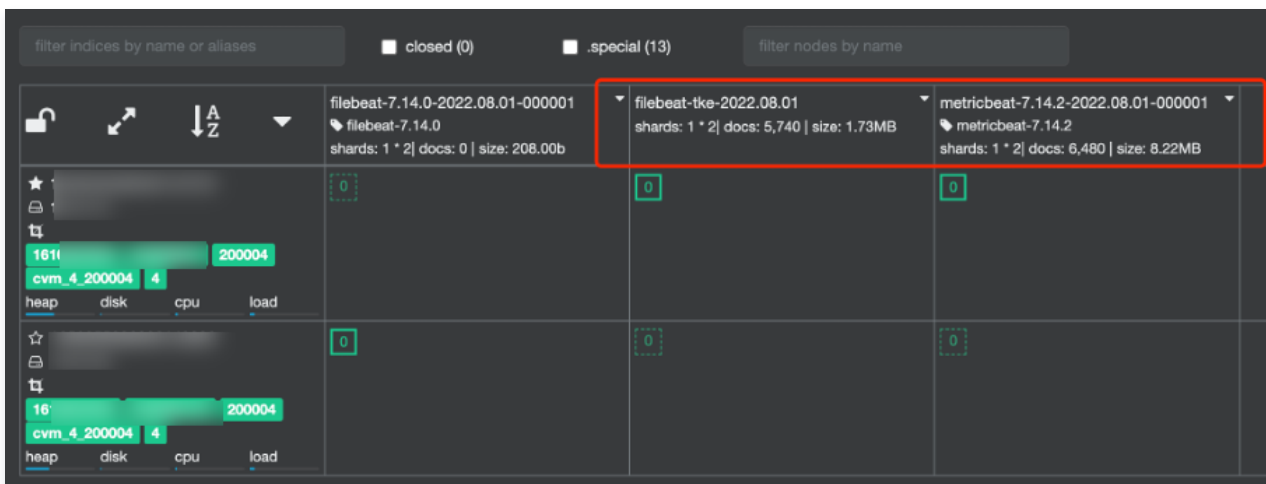 filter indices by name or aliases closed (0) .special (13) filter nodes by name
filebeat-7.14.0-2022.08.01-000001
filebeat-7.14.0
shards: 1 * 2| docs: 0 | size: 208.00b
filebeat-tke-2022.08.01
shards: 1 * 2| docs: 5,740 | size: 1.73MB
metricbeat-7.14.2-2022.08.01-000001
metricbeat-7.14.2
shards: 1 * 2| docs: 6,480 | size: 8.22MB
A
Z
0 0 0
200004
cvm_4_200004 4
heap disk cpu load
0 0 0
200004
cvm_4_200004 4
heap disk cpu load